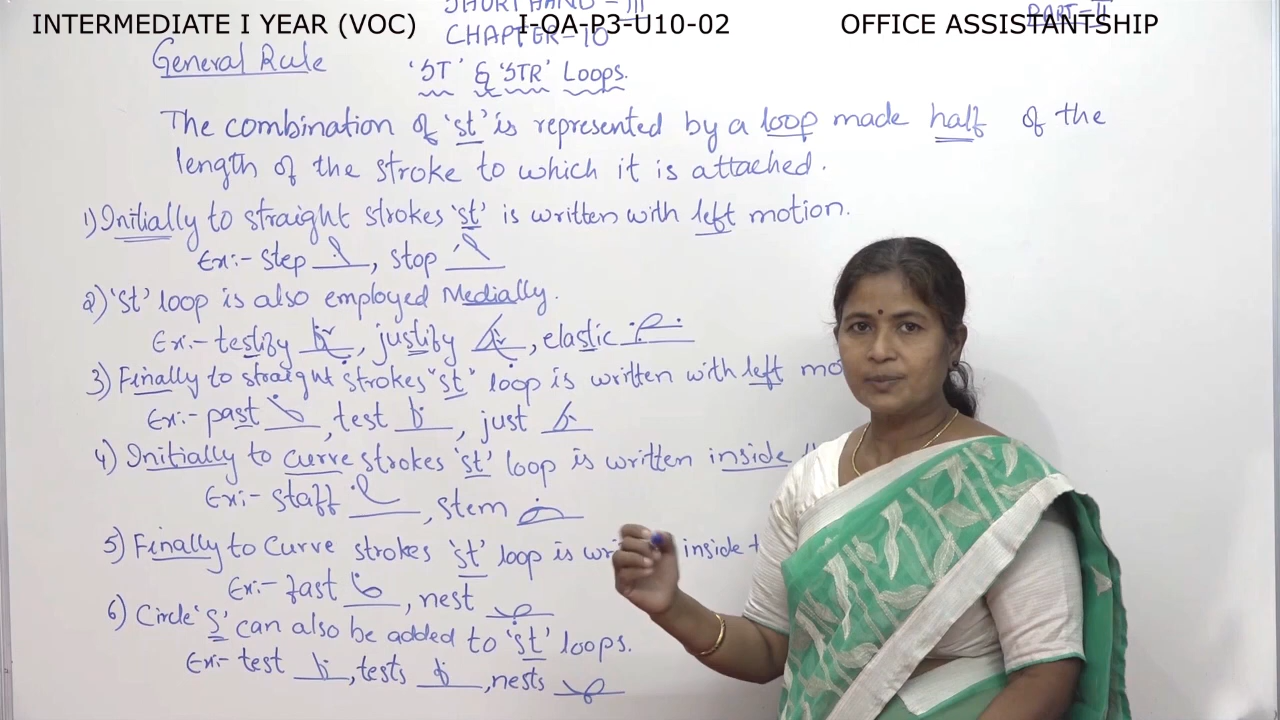 INTERMEDIATE I YEAR (VOC) I-OA-P3-U10-02 OFFICE ASSISTANTSHIP
SHORTHAND-III PART-II
CHAPTER-10
General Rule
'ST' & 'STR' Loops.
The combination of 'st' is represented by a loop made half of the
length of the stroke to which it is attached.
1) Initially to straight strokes 'st' is written with left motion.
Ex:- step , stop
2) 'st' loop is also employed Medially.
Ex:- testify , justify , elastic
3) Finally to straight strokes 'st' loop is written with left mo
Ex:- past , test , just
4) Initially to curve strokes 'st' loop is written inside
Ex:- staff , stem
5) Finally to Curve strokes 'st' loop is inside
Ex:- fast , nest
6) Circle 'S' can also be added to 'st' loops.
Ex:- test , tests , nests